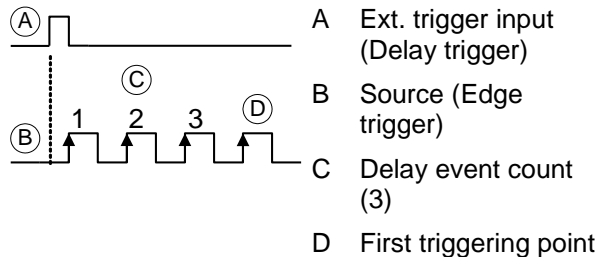 A
C
1 2 3 D
B
A Ext. trigger input
(Delay trigger)
B Source (Edge
trigger)
C Delay event count
(3)
D First triggering point